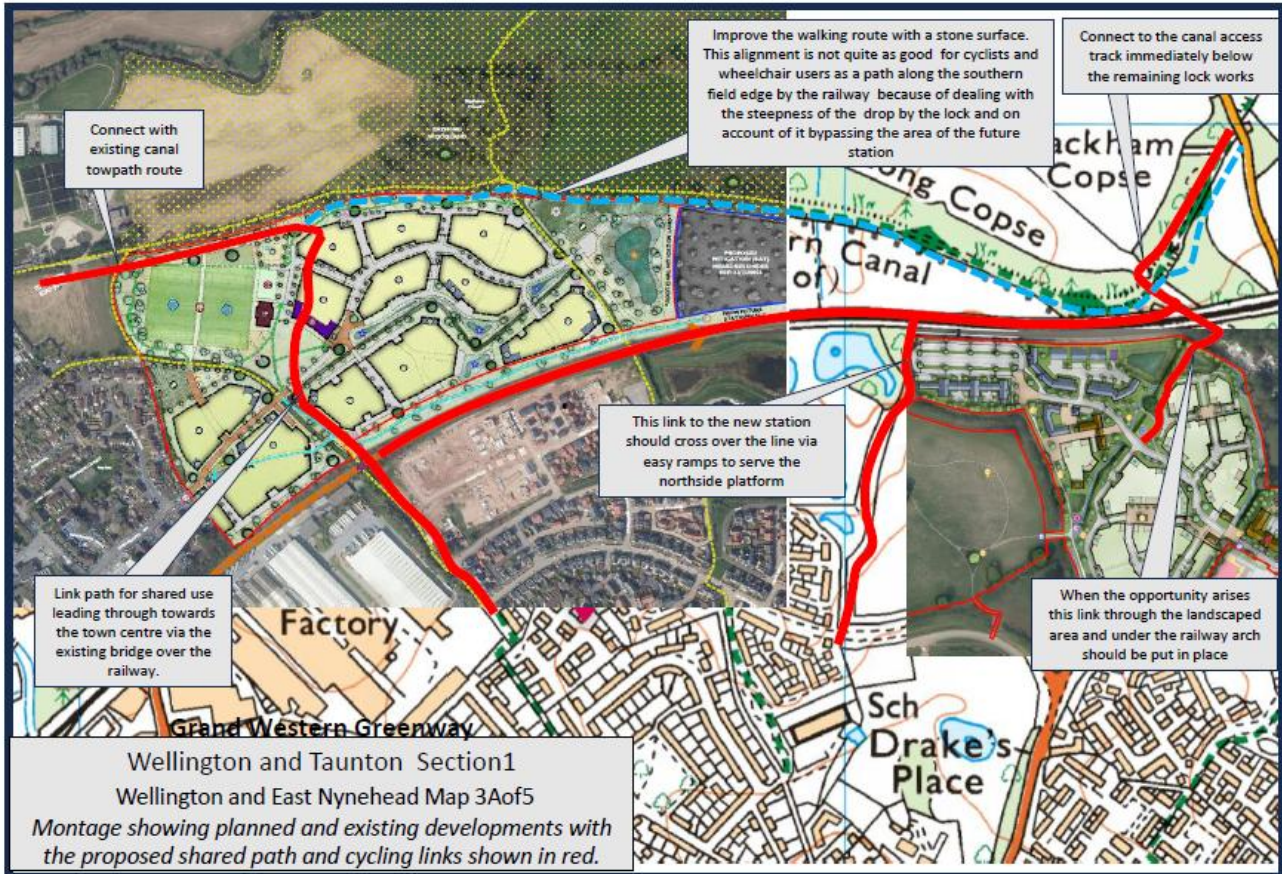 Improve the walking route with a stone surface.
This alignment is not quite as good for cyclists and
wheelchair users as a path along the southern
field edge by the railway because of dealing with
the steepness of the drop by the lock and on
account of it bypassing the area of the future
station
Connect to the canal access
track immediately below
the remaining lock works
Connect with
existing canal
towpath route
ackham
Copse
ong Copse
rn Canal
of)
This link to the new station
should cross over the line via
easy ramps to serve the
northside platform
Link path for shared use
leading through towards
the town centre via the
existing bridge over the
railway.
When the opportunity arises
this link through the landscaped
area and under the railway arch
should be put in place
Factory
Sch
Drake's
Place
Grand Western Greenway
Wellington and Taunton Section1
Wellington and East Nynehead Map 3Aof5
Montage showing planned and existing developments with
the proposed shared path and cycling links shown in red.